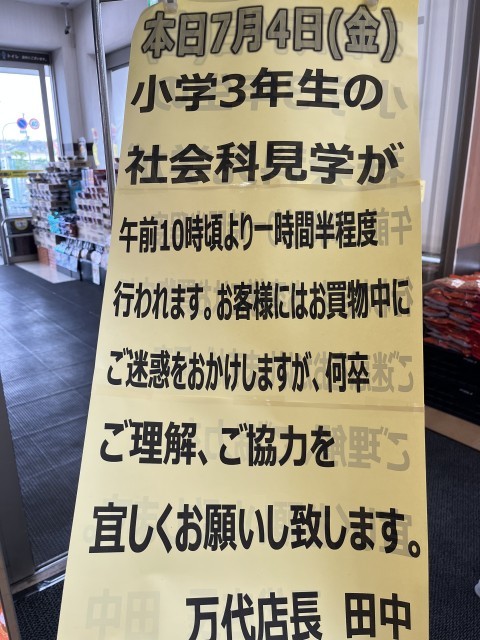 本日7月4日(金)
小学3年生の
社会科見学が
午前10時頃より一時間半程度
行われます。お客様にはお買物中に
ご迷惑をおかけしますが、何卒
ご理解、ご協力を
宜しくお願いし致します。
万代店長 田中